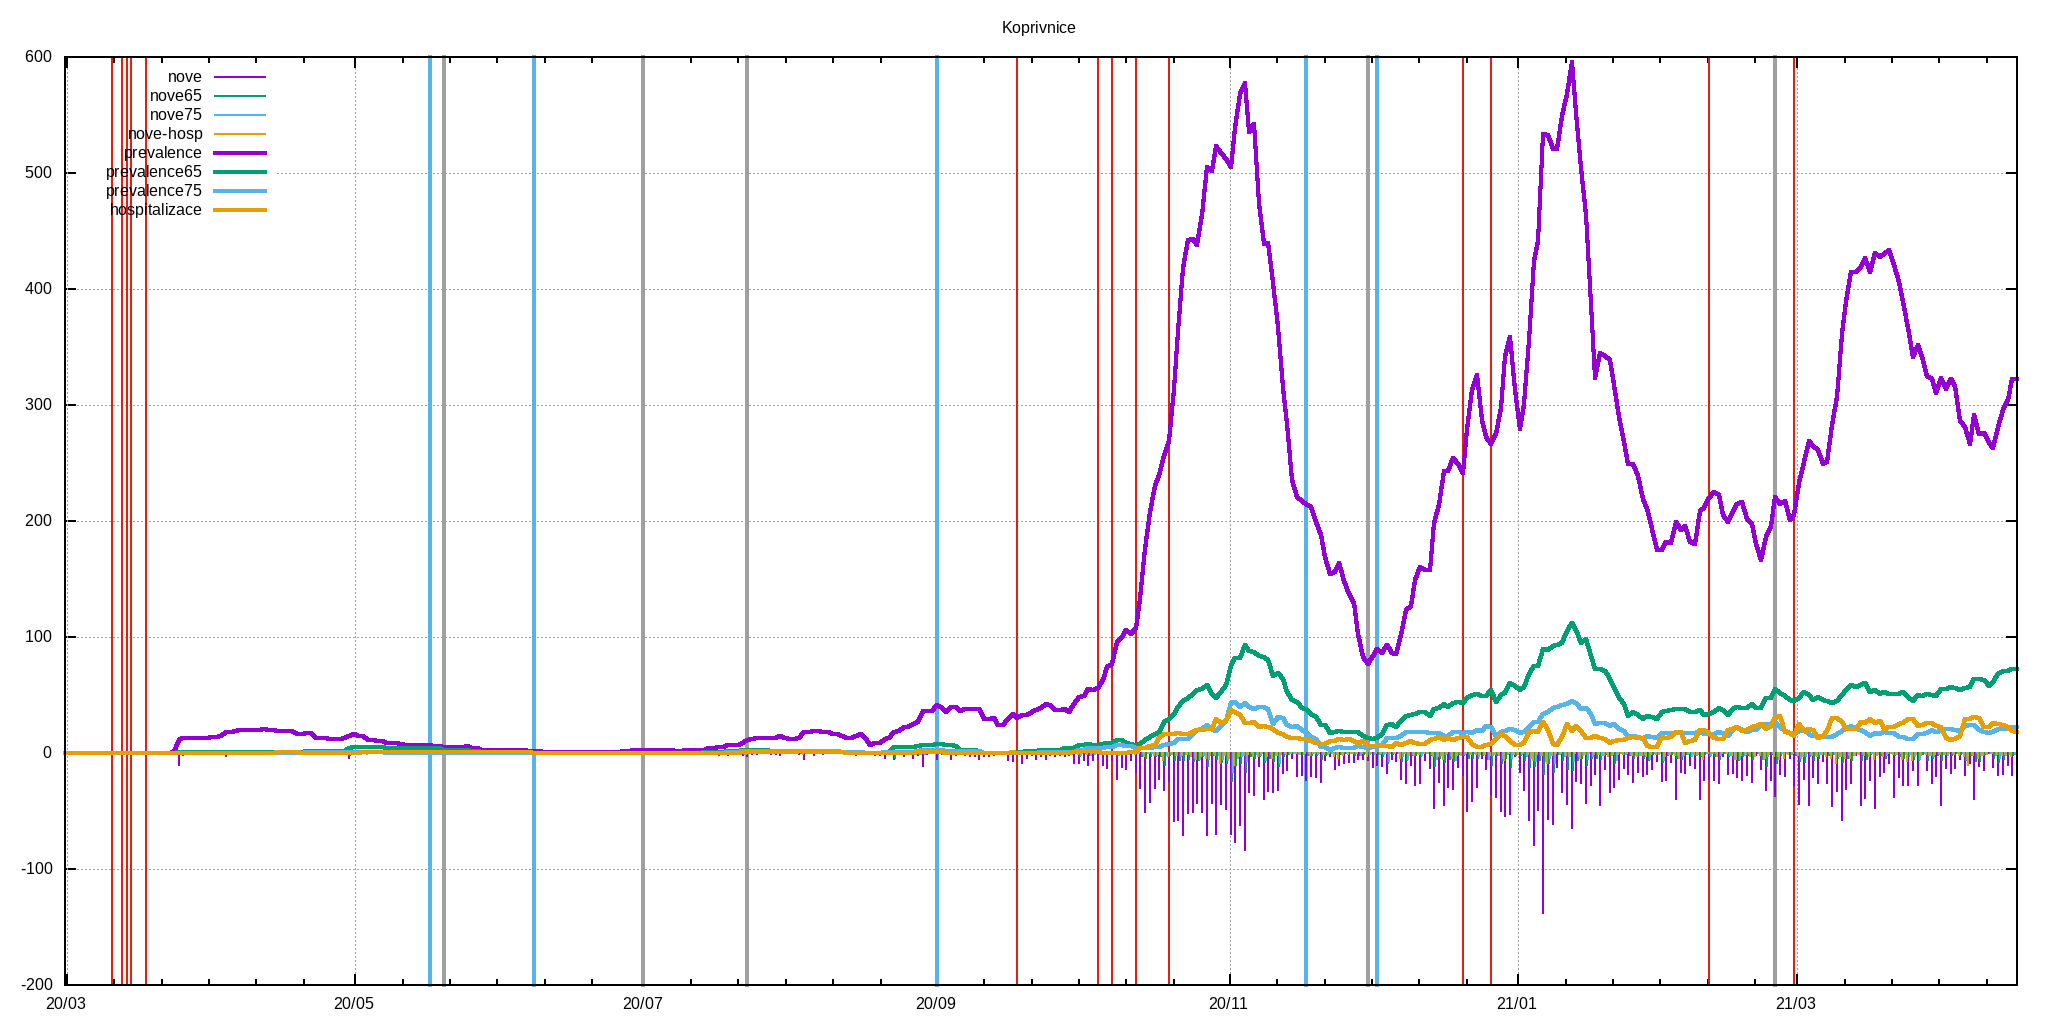 Koprivnice
600
500
400
300
200
100
0
-100
-200
nove
nove65
nove75
nove-hosp
prevalence
prevalence65
prevalence75
hospitalizace
20/03
20/05
20/07
20/09
20/11
21/01
21/03